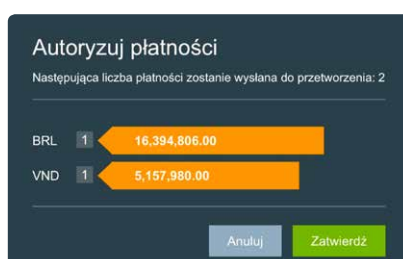 Autoryzuj płatności
Następująca liczba płatności zostanie wysłana do przetworzenia: 2
BRL 1 16,394,806.00
VND 1 5,157,980.00
Anuluj Zatwierdź